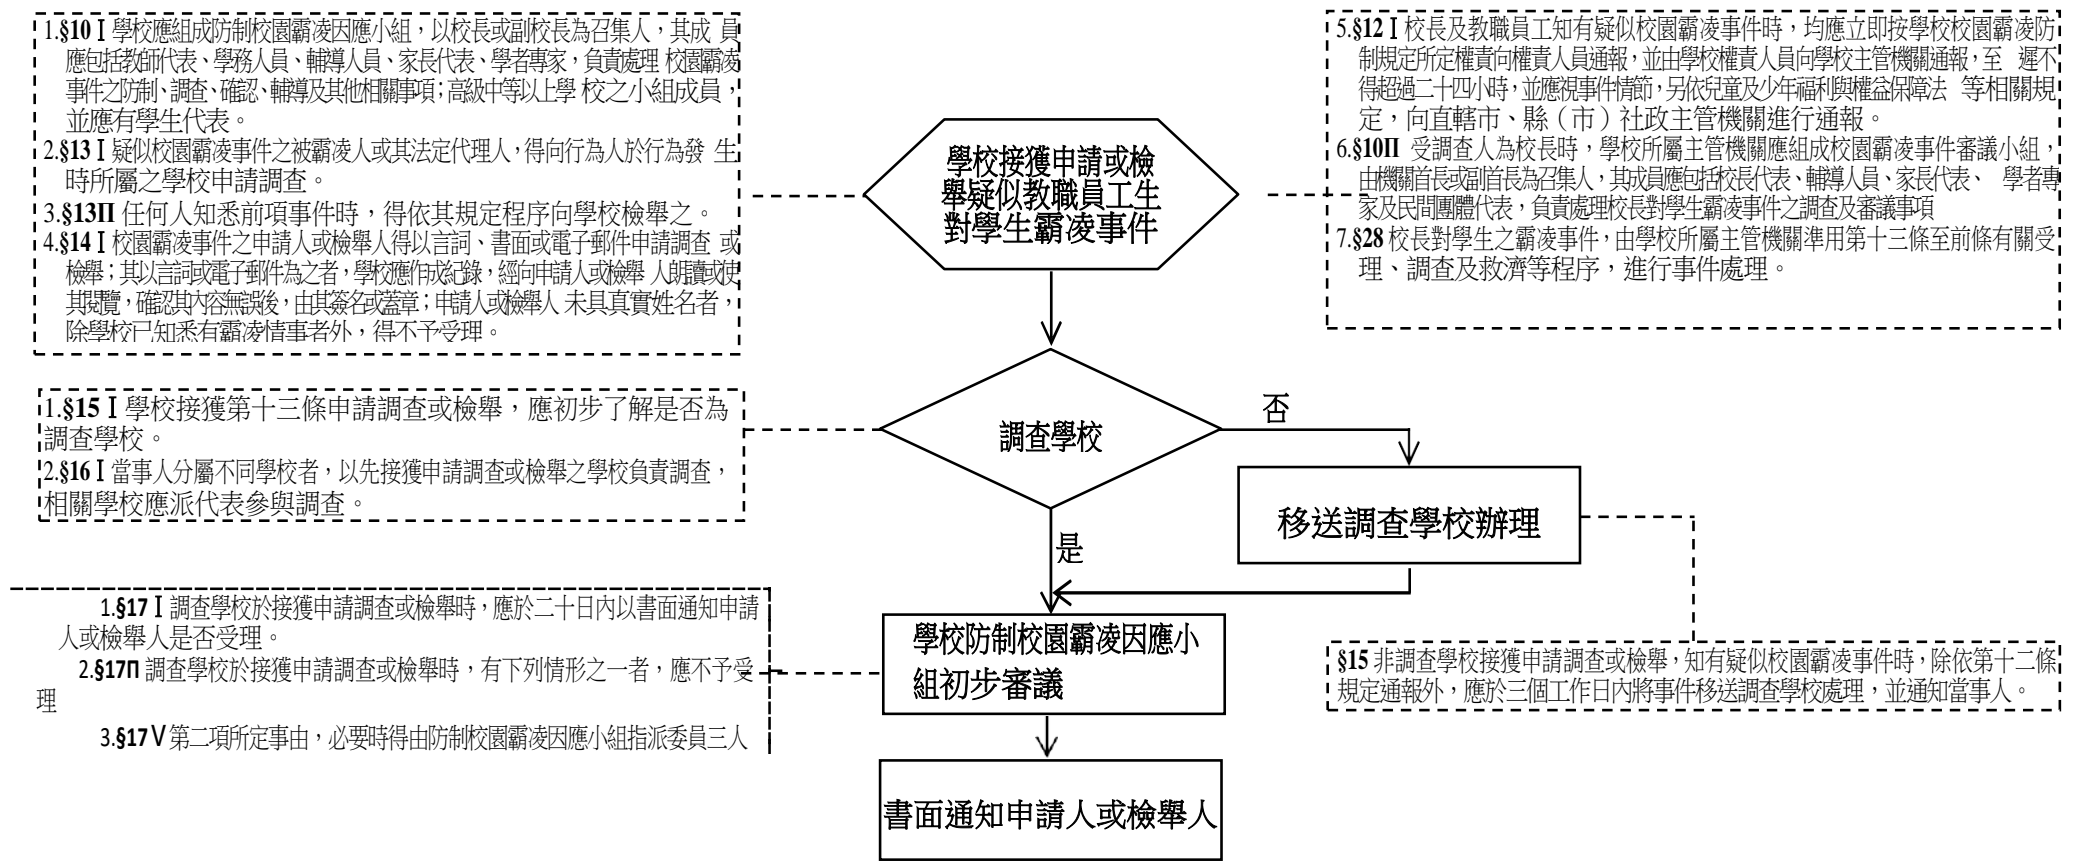 1.§10 I 學校應組成防制校園霸凌因應小組，以校長或副校長為召集人，其成 員
應包括教師代表、學務人員、輔導人員、家長代表、學者專家，負責處理 校園霸凌
事件之防制、調查、確認、輔導及其他相關事項；高級中等以上學 校之小組成員，
並應有學生代表。
2.§13 I 疑似校園霸凌事件之被霸凌人或其法定代理人，得向行為人於行為發 生
時所屬之學校申請調查。
3.§13II 任何人知悉前項事件時，得依其規定程序向學校檢舉之。
4.§14 I 校園霸凌事件之申請人或檢舉人得以言詞、書面或電子郵件申請調查 或
檢舉；其以言詞或電子郵件為之者，學校應作成紀錄，經向申請人或檢舉 人朗讀或使
其閱覽，確認其內容無誤後，由其簽名或蓋章；申請人或檢舉人 未具真實姓名者，
除學校已知悉有霸凌情事者外，得不予受理。
學校接獲申請或檢
舉疑似教職員工生
對學生霸凌事件
5.§12 I 校長及教職員工知有疑似校園霸凌事件時，均應立即按學校校園霸凌防
制規定所定權責向權責人員通報，並由學校權責人員向學校主管機關通報，至 遲不
得超過二十四小時，並應視事件情節，另依兒童及少年福利與權益保障法 等相關規
定，向直轄市、縣（市）社政主管機關進行通報。
6.§10II 受調查人為校長時，學校所屬主管機關應組成校園霸凌事件審議小組，
由機關首長或副首長為召集人，其成員應包括校長代表、輔導人員、家長代表、 學者專
家及民間團體代表，負責處理校長對學生霸凌事件之調查及審議事項
7.§28 校長對學生之霸凌事件，由學校所屬主管機關準用第十三條至前條有關受
理、調查及救濟等程序，進行事件處理。
1.§15 I 學校接獲第十三條申請調查或檢舉，應初步了解是否為
調查學校。
2.§16 I 當事人分屬不同學校者，以先接獲申請調查或檢舉之學校負責調查，
相關學校應派代表參與調查。
調查學校
否
移送調查學校辦理
是
1.§17 I 調查學校於接獲申請調查或檢舉時，應於二十日內以書面通知申請
人或檢舉人是否受理。
2.§17II 調查學校於接獲申請調查或檢舉時，有下列情形之一者，應不予受
理
3.§17 V 第二項所定事由，必要時得由防制校園霸凌因應小組指派委員三人
學校防制校園霸凌因應小
組初步審議
§15 非調查學校接獲申請調查或檢舉，知有疑似校園霸凌事件時，除依第十二條
規定通報外，應於三個工作日內將事件移送調查學校處理，並通知當事人。
書面通知申請人或檢舉人